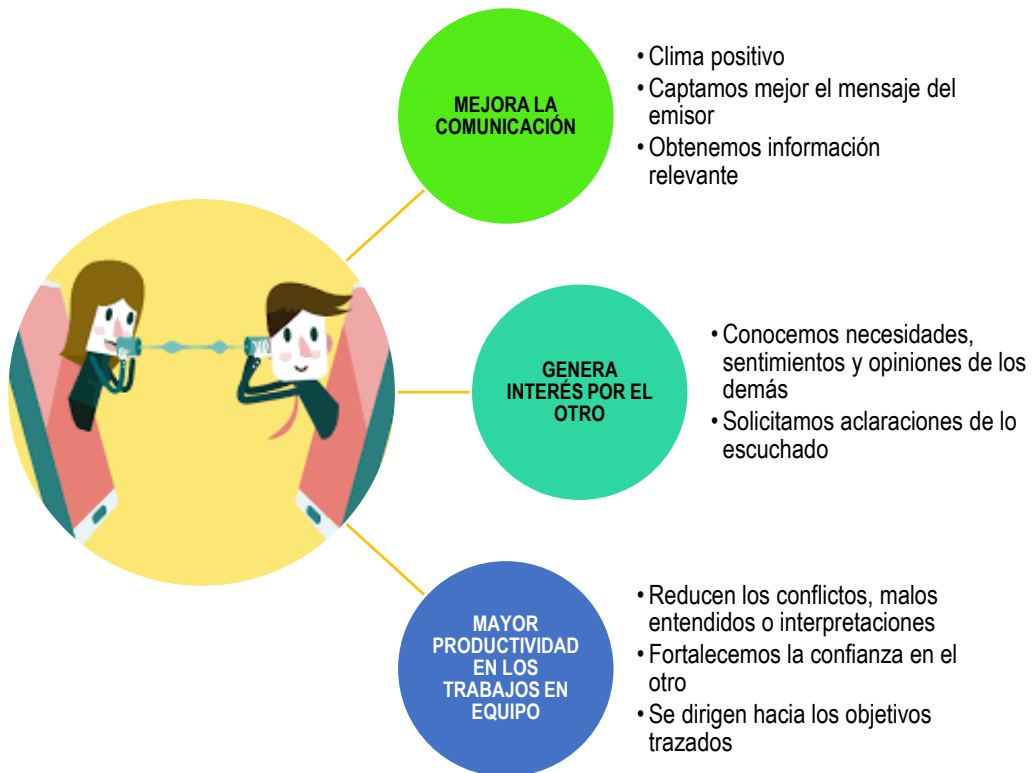 MEJORA LA
COMUNICACIÓN
• Clima positivo
• Captamos mejor el mensaje del
emisor
• Obtenemos información
relevante
GENERA
INTERÉS POR EL
OTRO
• Conocemos necesidades,
sentimientos y opiniones de los
demás
• Solicitamos aclaraciones de lo
escuchado
MAYOR
PRODUCTIVIDAD
EN LOS
TRABAJOS EN
EQUIPO
• Reducen los conflictos, malos
entendidos o interpretaciones
• Fortalecemos la confianza en el
otro
• Se dirigen hacia los objetivos
trazados